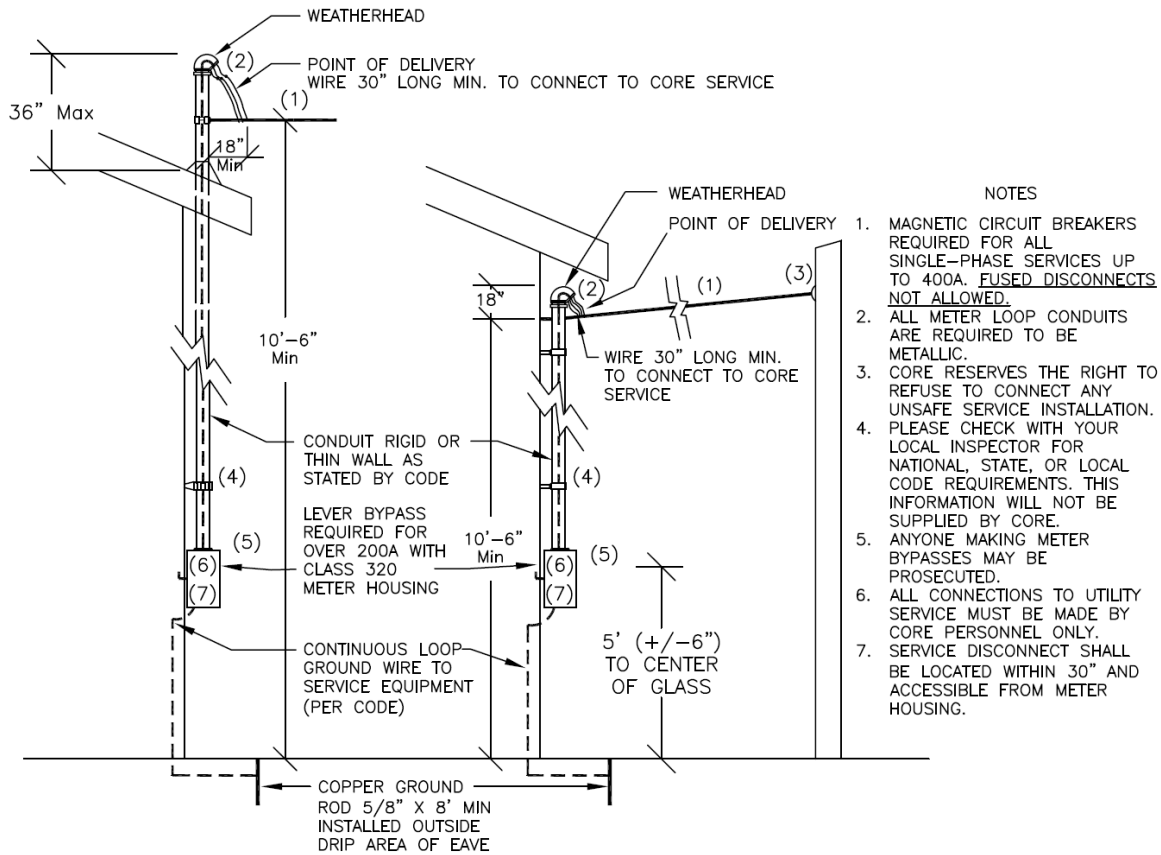 WEATHERHEAD
(2)
POINT OF DELIVERY
WIRE 30" LONG MIN. TO CONNECT TO CORE SERVICE
(1)
36" Max
18"
Min
10'-6"
Min
CONDUIT RIGID OR
THIN WALL AS
STATED BY CODE
(4)
LEVER BYPASS
REQUIRED FOR
OVER 200A WITH
CLASS 320
METER HOUSING
(5)
(6)
(7)
CONTINUOUS LOOP
GROUND WIRE TO
SERVICE EQUIPMENT
(PER CODE)
COPPER GROUND
ROD 5/8" X 8' MIN
INSTALLED OUTSIDE
DRIP AREA OF EAVE
WEATHERHEAD
POINT OF DELIVERY
(2)
(1)
(3)
18"
WIRE 30" LONG MIN.
TO CONNECT TO CORE
SERVICE
(4)
10'-6"
Min
(5)
(6)
(7)
5' (+/-6")
TO CENTER
OF GLASS
NOTES
1. MAGNETIC CIRCUIT BREAKERS
REQUIRED FOR ALL
SINGLE-PHASE SERVICES UP
TO 400A. FUSED DISCONNECTS
NOT ALLOWED.
2. ALL METER LOOP CONDUITS
ARE REQUIRED TO BE
METALLIC.
3. CORE RESERVES THE RIGHT TO
REFUSE TO CONNECT ANY
UNSAFE SERVICE INSTALLATION.
4. PLEASE CHECK WITH YOUR
LOCAL INSPECTOR FOR
NATIONAL, STATE, OR LOCAL
CODE REQUIREMENTS. THIS
INFORMATION WILL NOT BE
SUPPLIED BY CORE.
5. ANYONE MAKING METER
BYPASSES MAY BE
PROSECUTED.
6. ALL CONNECTIONS TO UTILITY
SERVICE MUST BE MADE BY
CORE PERSONNEL ONLY.
7. SERVICE DISCONNECT SHALL
BE LOCATED WITHIN 30" AND
ACCESSIBLE FROM METER
HOUSING.